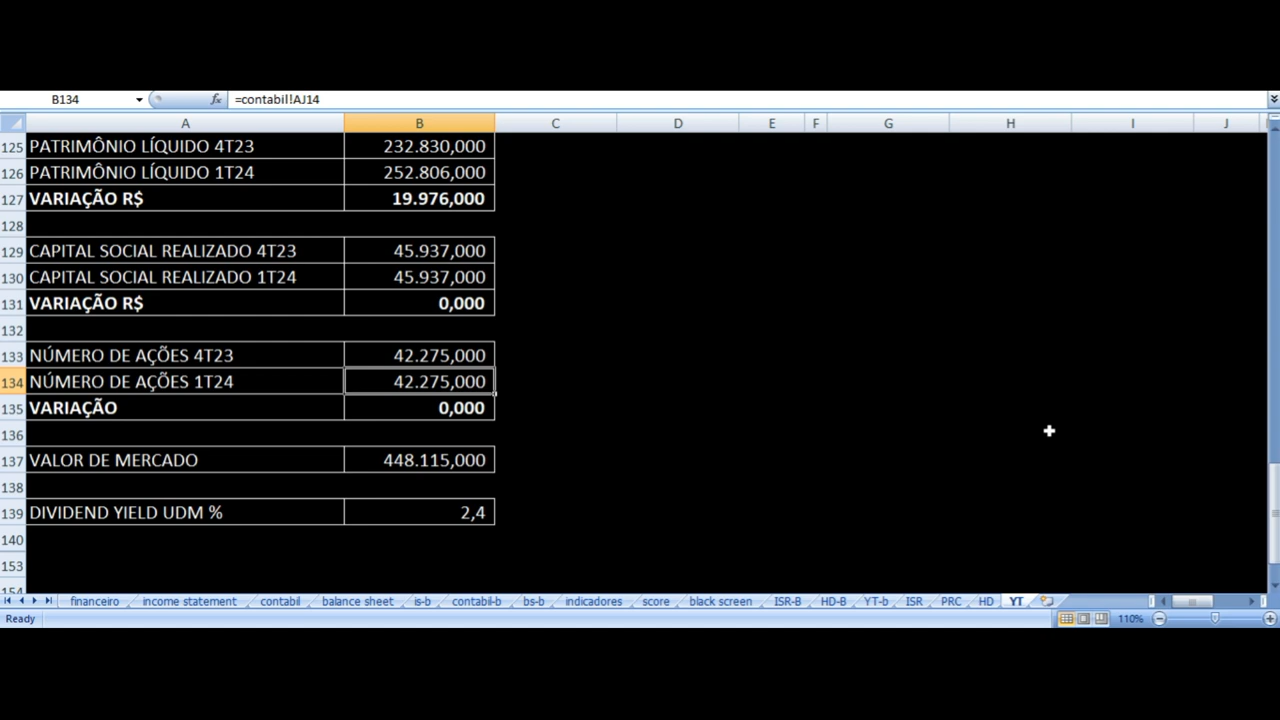 B134 fx =contabil!AJ14
A B C D E F G H I J
125 PATRIMÔNIO LÍQUIDO 4T23 232.830,000
126 PATRIMÔNIO LÍQUIDO 1T24 252.806,000
127 VARIAÇÃO R$ 19.976,000
128
129 CAPITAL SOCIAL REALIZADO 4T23 45.937,000
130 CAPITAL SOCIAL REALIZADO 1T24 45.937,000
131 VARIAÇÃO R$ 0,000
132
133 NÚMERO DE AÇÕES 4T23 42.275,000
134 NÚMERO DE AÇÕES 1T24 42.275,000
135 VARIAÇÃO 0,000
136
137 VALOR DE MERCADO 448.115,000
138
139 DIVIDEND YIELD UDM % 2,4
140
153
154
financeiro income statement contabil balance sheet is-b contabil-b bs-b indicadores score black screen ISR-B HD-B YT-b ISR PRC HD YT
Ready 110%